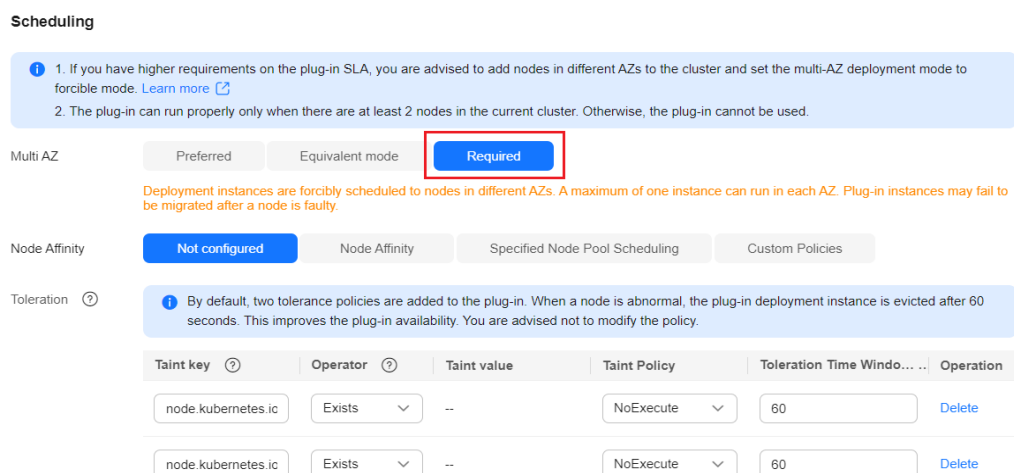 Scheduling
1. If you have higher requirements on the plug-in SLA, you are advised to add nodes in different AZs to the cluster and set the multi-AZ deployment mode to
forcible mode. Learn more
2. The plug-in can run properly only when there are at least 2 nodes in the current cluster. Otherwise, the plug-in cannot be used.
Multi AZ Preferred Equivalent mode Required
Deployment instances are forcibly scheduled to nodes in different AZs. A maximum of one instance can run in each AZ. Plug-in instances may fail to
be migrated after a node is faulty.
Node Affinity Not configured Node Affinity Specified Node Pool Scheduling Custom Policies
Toleration ? By default, two tolerance policies are added to the plug-in. When a node is abnormal, the plug-in deployment instance is evicted after 60
seconds. This improves the plug-in availability. You are advised not to modify the policy.
Taint key ? Operator ? Taint value Taint Policy Toleration Time Windo... .. Operation
node.kubernetes.ic Exists -- NoExecute 60 Delete
node.kubernetes.ic Exists -- NoExecute 60 Delete